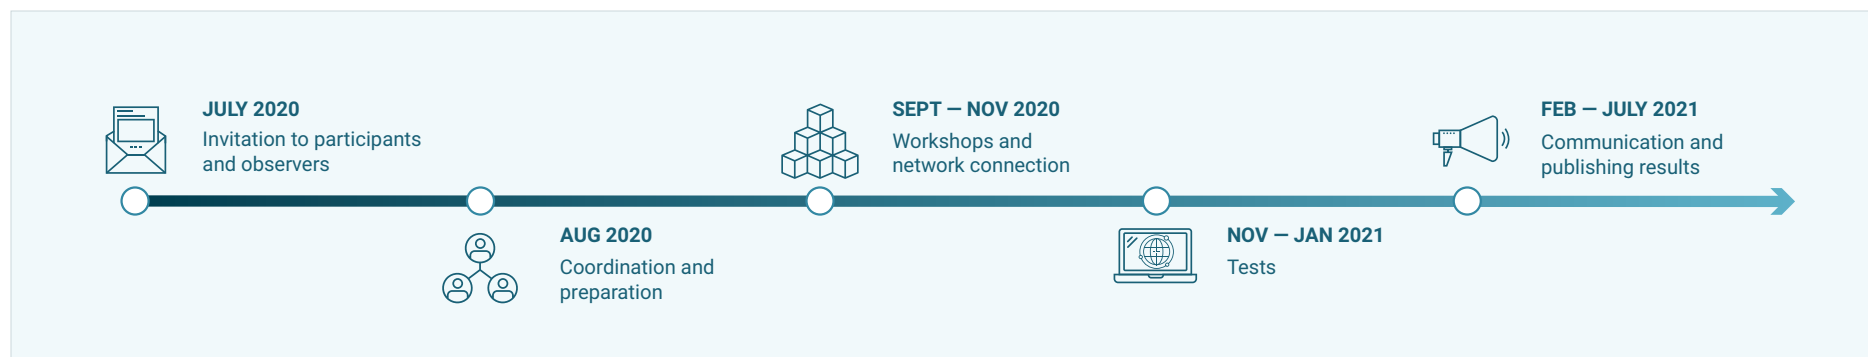 JULY 2020
Invitation to participants
and observers
AUG 2020
Coordination and
preparation
SEPT — NOV 2020
Workshops and
network connection
NOV — JAN 2021
Tests
FEB — JULY 2021
Communication and
publishing results